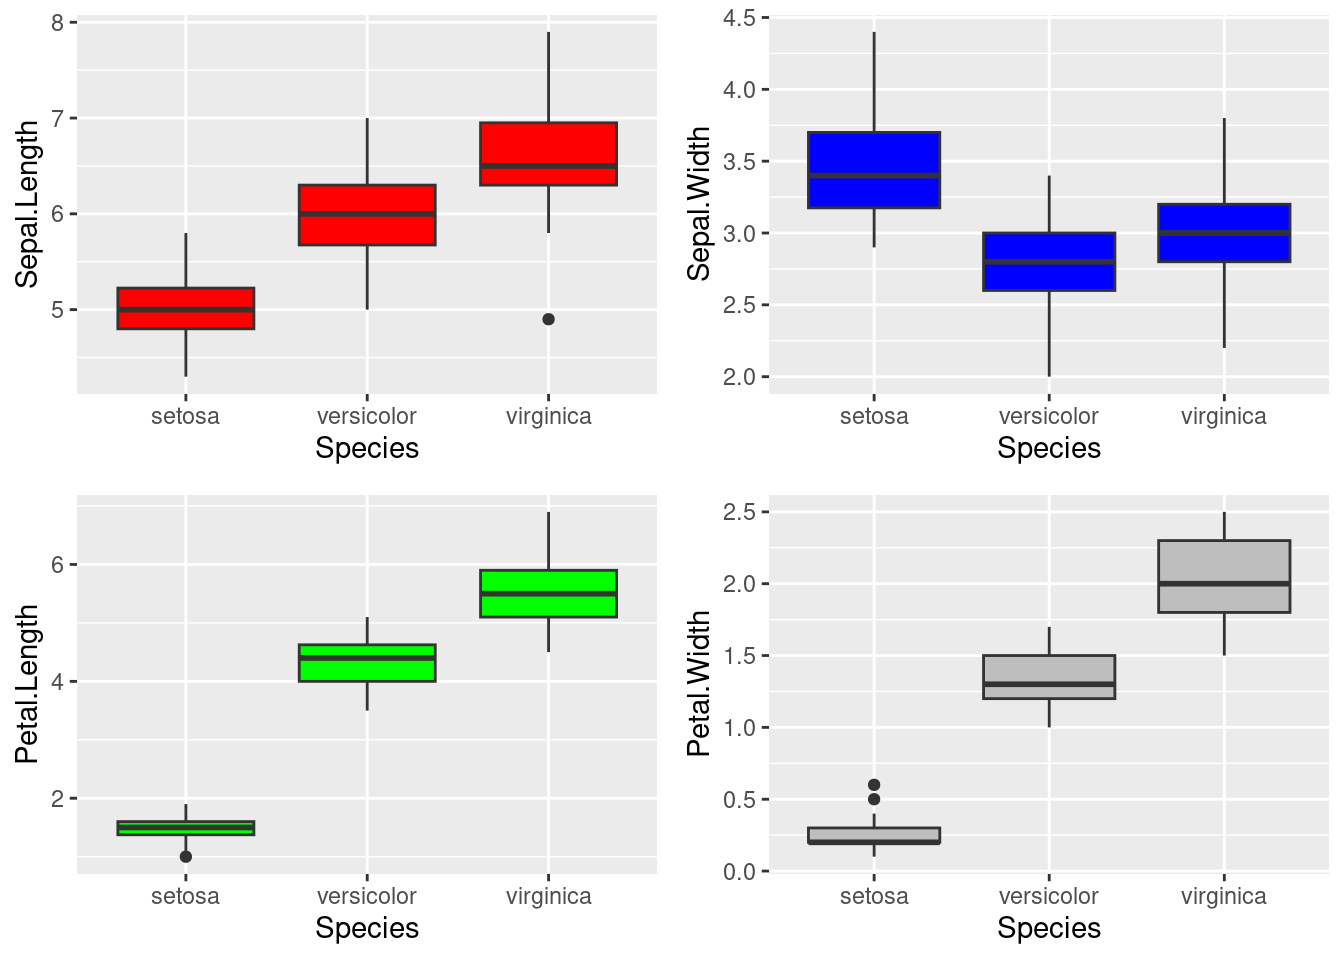 Sepal.Length
8
7
6
5
setosa versicolor virginica
Species
Sepal.Width
4.5
4.0
3.5
3.0
2.5
2.0
setosa versicolor virginica
Species
Petal.Length
6
4
2
setosa versicolor virginica
Species
Petal.Width
2.5
2.0
1.5
1.0
0.5
0.0
setosa versicolor virginica
Species